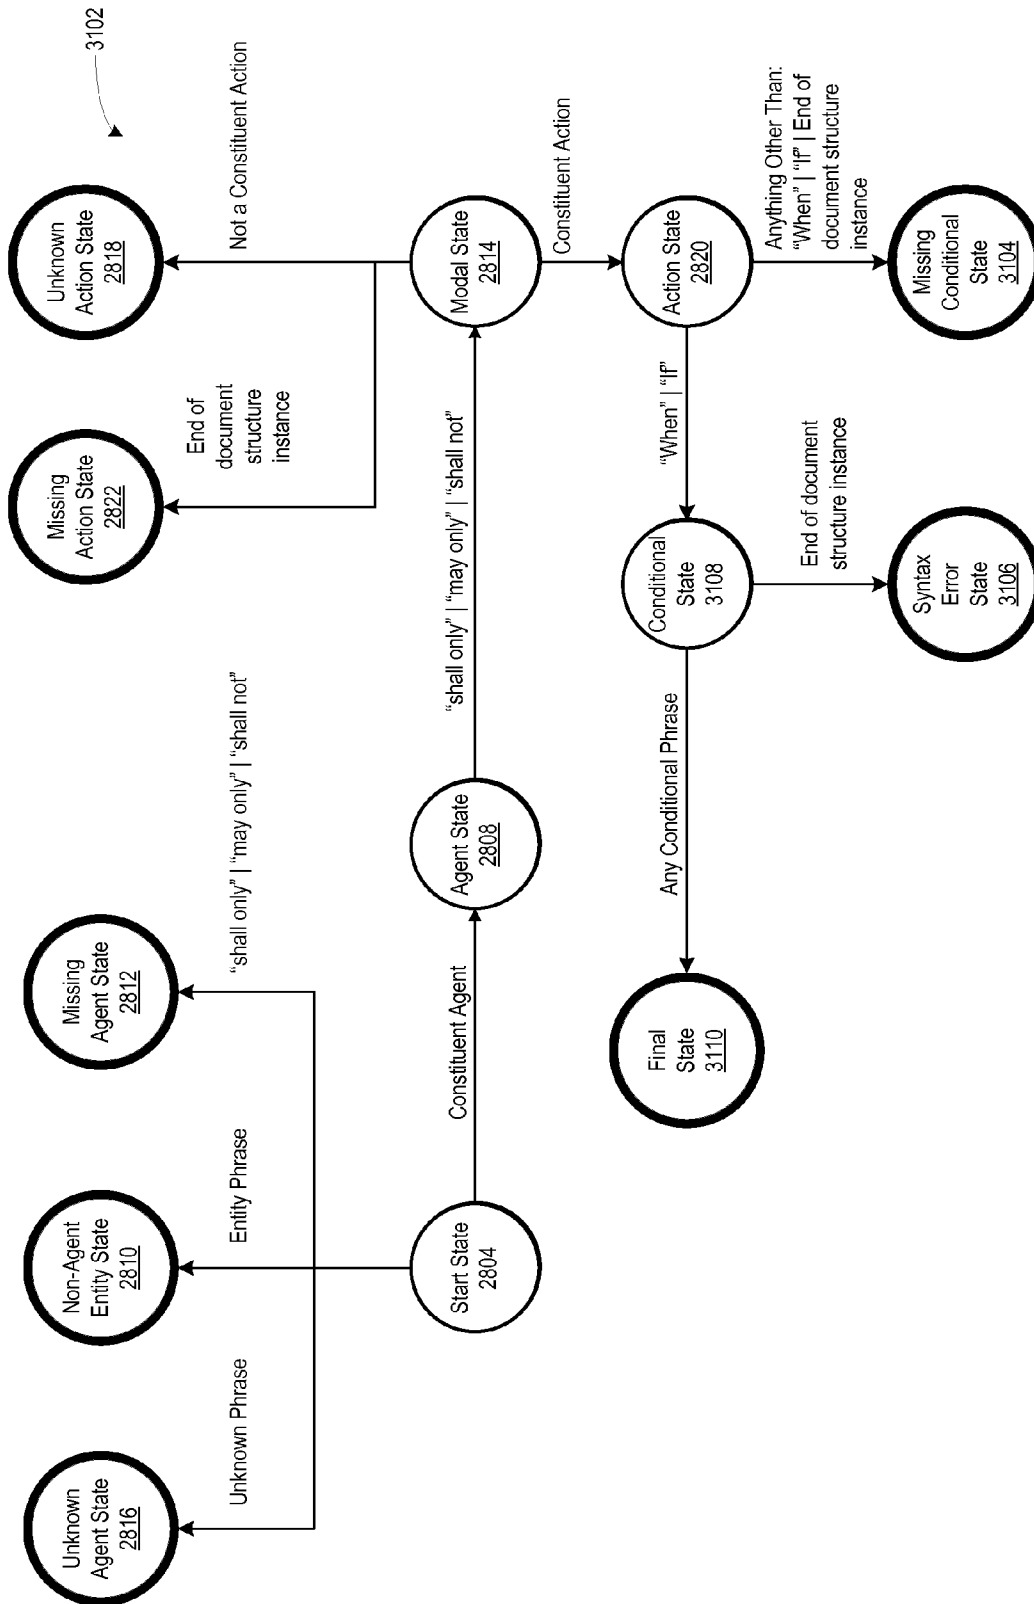 Unknown
Agent State
2816
Non-Agent
Entity State
2810
Missing
Agent State
2812
Missing
Action State
2822
Unknown
Action State
2818
3102
Unknown Phrase
Entity Phrase
“shall only” | “may only” | “shall not”
End of
document
structure
instance
Not a Constituent Action
Start State
2804
Constituent Agent
Agent State
2808
“shall only” | “may only” | “shall not”
Modal State
2814
Constituent Action
Final
State
3110
Any Conditional Phrase
Conditional
State
3108
“When” | “If”
Action State
2820
End of document
structure instance
Anything Other Than:
“When” | “If” | End of
document structure
instance
Syntax
Error
State
3106
Missing
Conditional
State
3104